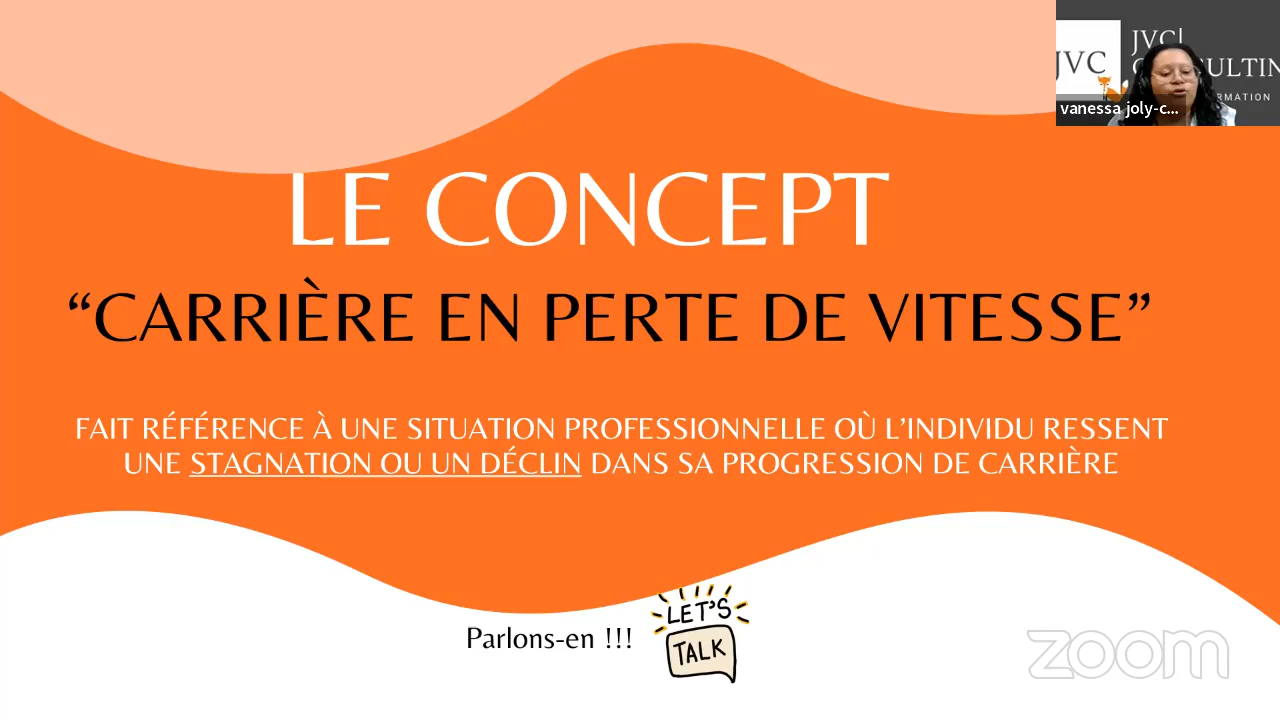 JVC
JVC|
vanessa joly-c...
LE CONCEPT
“CARRIÈRE EN PERTE DE VITESSE”
FAIT RÉFÉRENCE À UNE SITUATION PROFESSIONNELLE OÙ L’INDIVIDU RESSENT
UNE STAGNATION OU UN DÉCLIN DANS SA PROGRESSION DE CARRIÈRE
Parlons-en !!!
LET’S
TALK
zoom